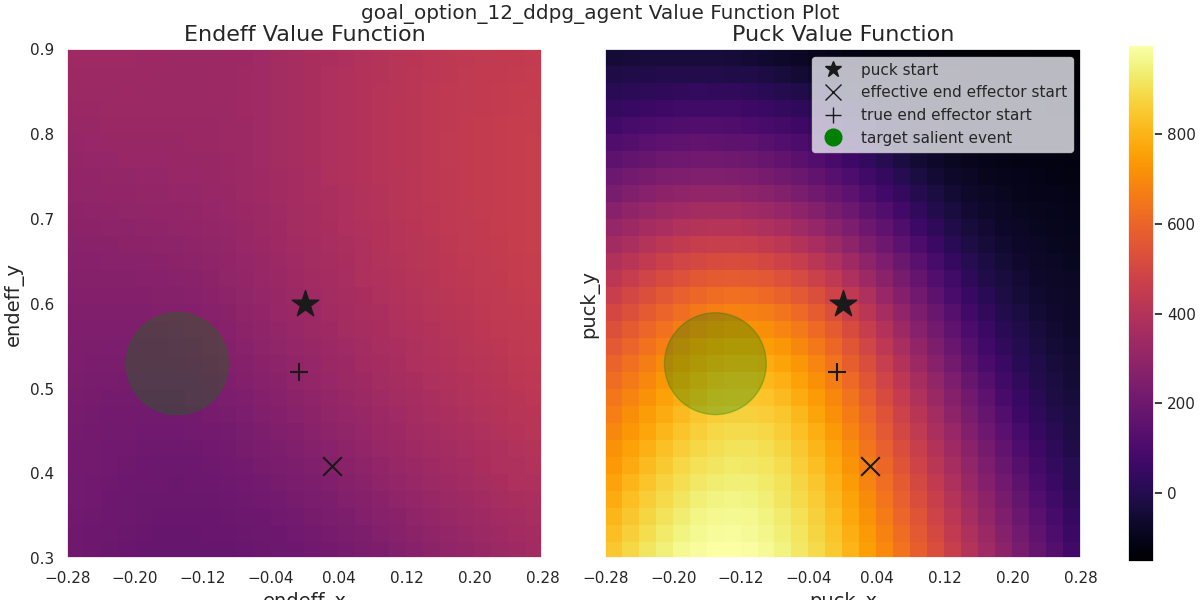 goal_option_12_ddpg_agent Value Function Plot
Endeff Value Function
Puck Value Function
puck start
effective end effector start
true end effector start
target salient event
endeff_y
0.9
0.8
0.7
0.6
0.5
0.4
0.3
−0.28 −0.20 −0.12 −0.04 0.04 0.12 0.20 0.28
endeff_x
puck_y
−0.28 −0.20 −0.12 −0.04 0.04 0.12 0.20 0.28
puck_x
800
600
400
200
0